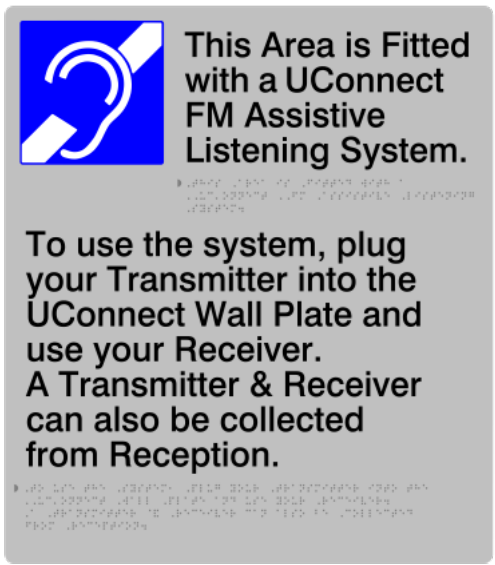 This Area is Fitted
with a UConnect
FM Assistive
Listening System.
To use the system, plug
your Transmitter into the
UConnect Wall Plate and
use your Receiver.
A Transmitter & Receiver
can also be collected
from Reception.